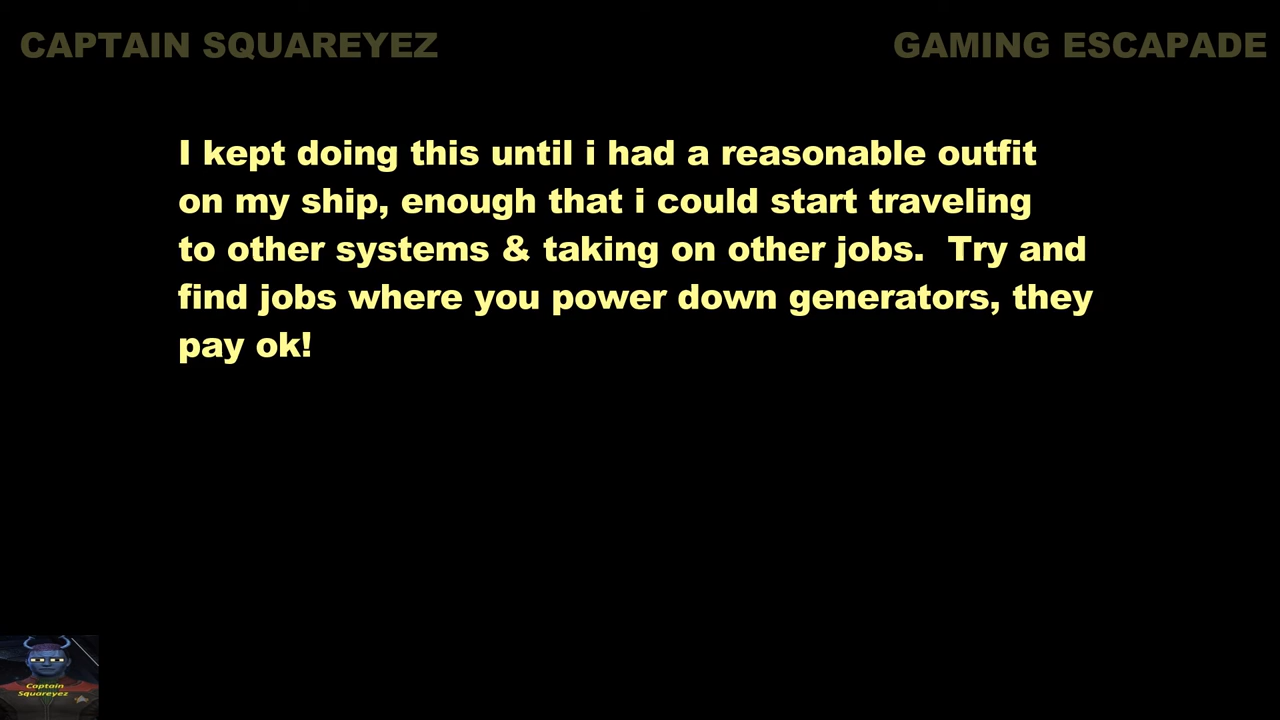 CAPTAIN SQUAREYEZ GAMING ESCAPADE
I kept doing this until i had a reasonable outfit
on my ship, enough that i could start traveling
to other systems & taking on other jobs. Try and
find jobs where you power down generators, they
pay ok!
Captain
Squareyez